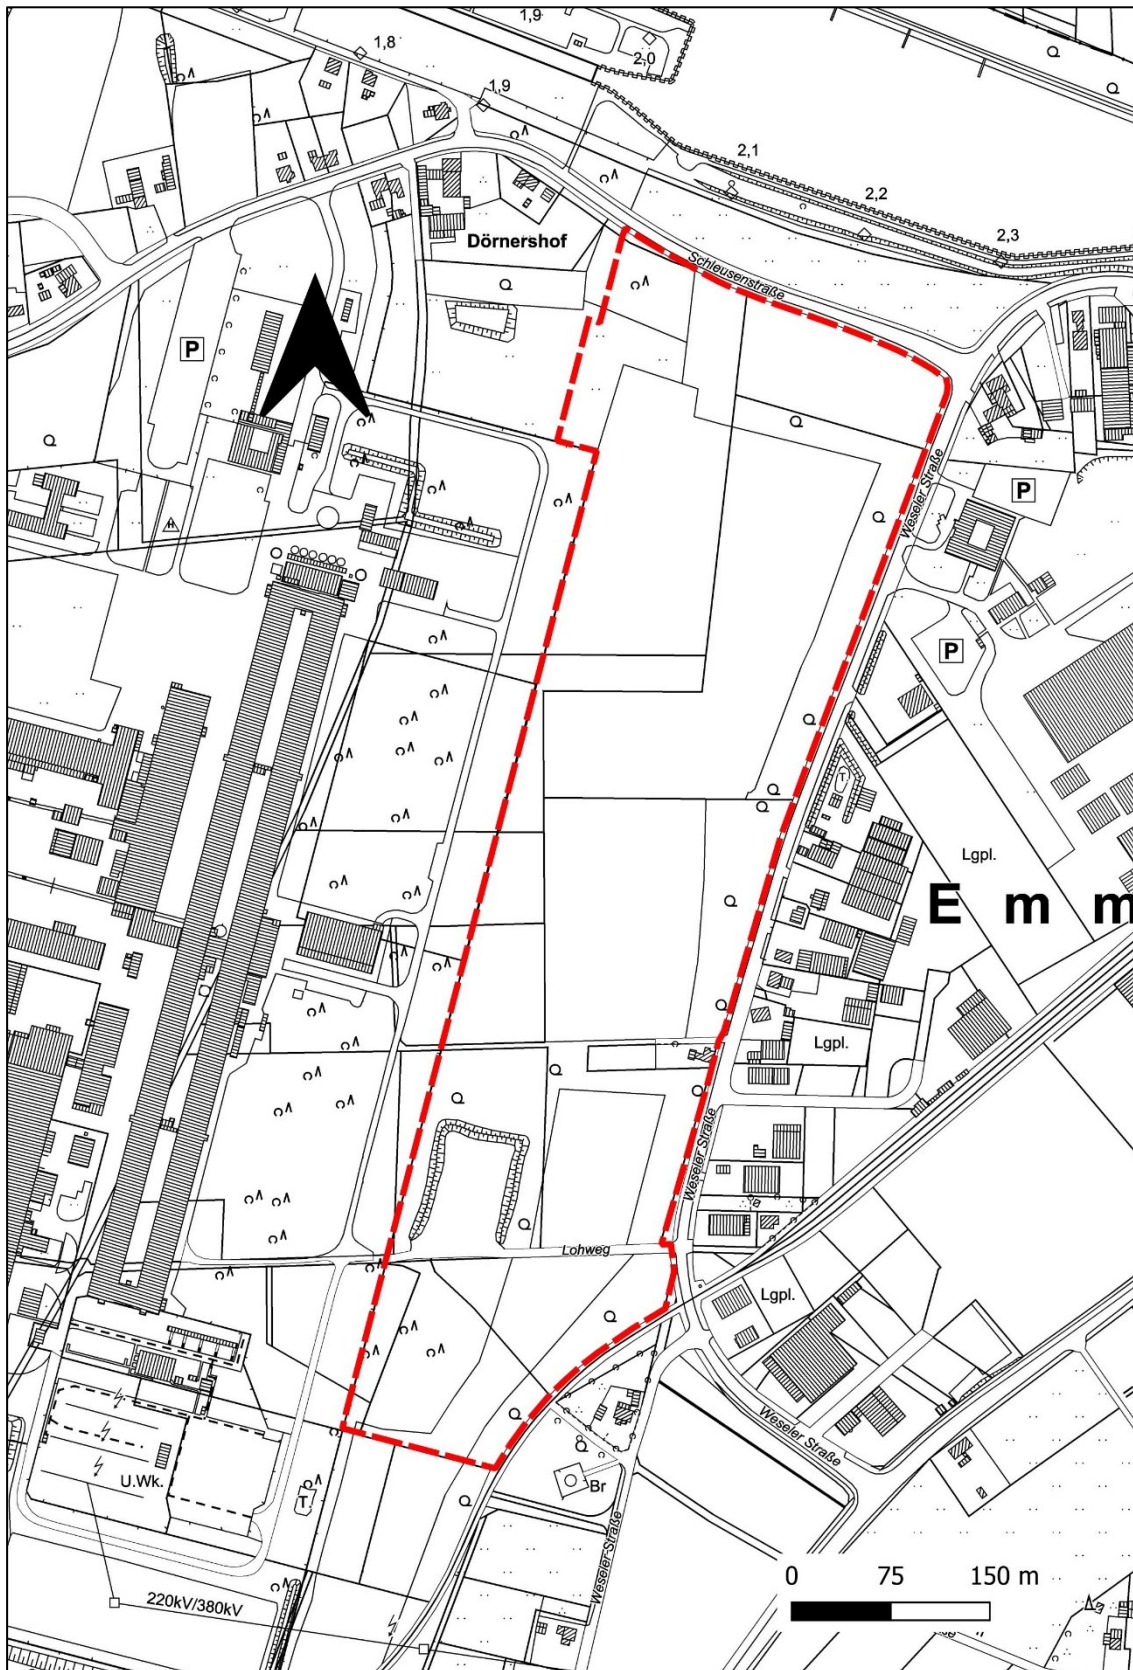 1,9
2,0
1,8
1,9
2,1
2,2
2,3
Dörnershof
Schleusenstraße
P
H
Weseler Straße
P
P
T
Lgpl.
E m m
Lgpl.
Weseler Straße
Lohweg
Lgpl.
Weseler Straße
U.Wk.
T
Br
Weseler Straße
220kV/380kV
0 75 150 m